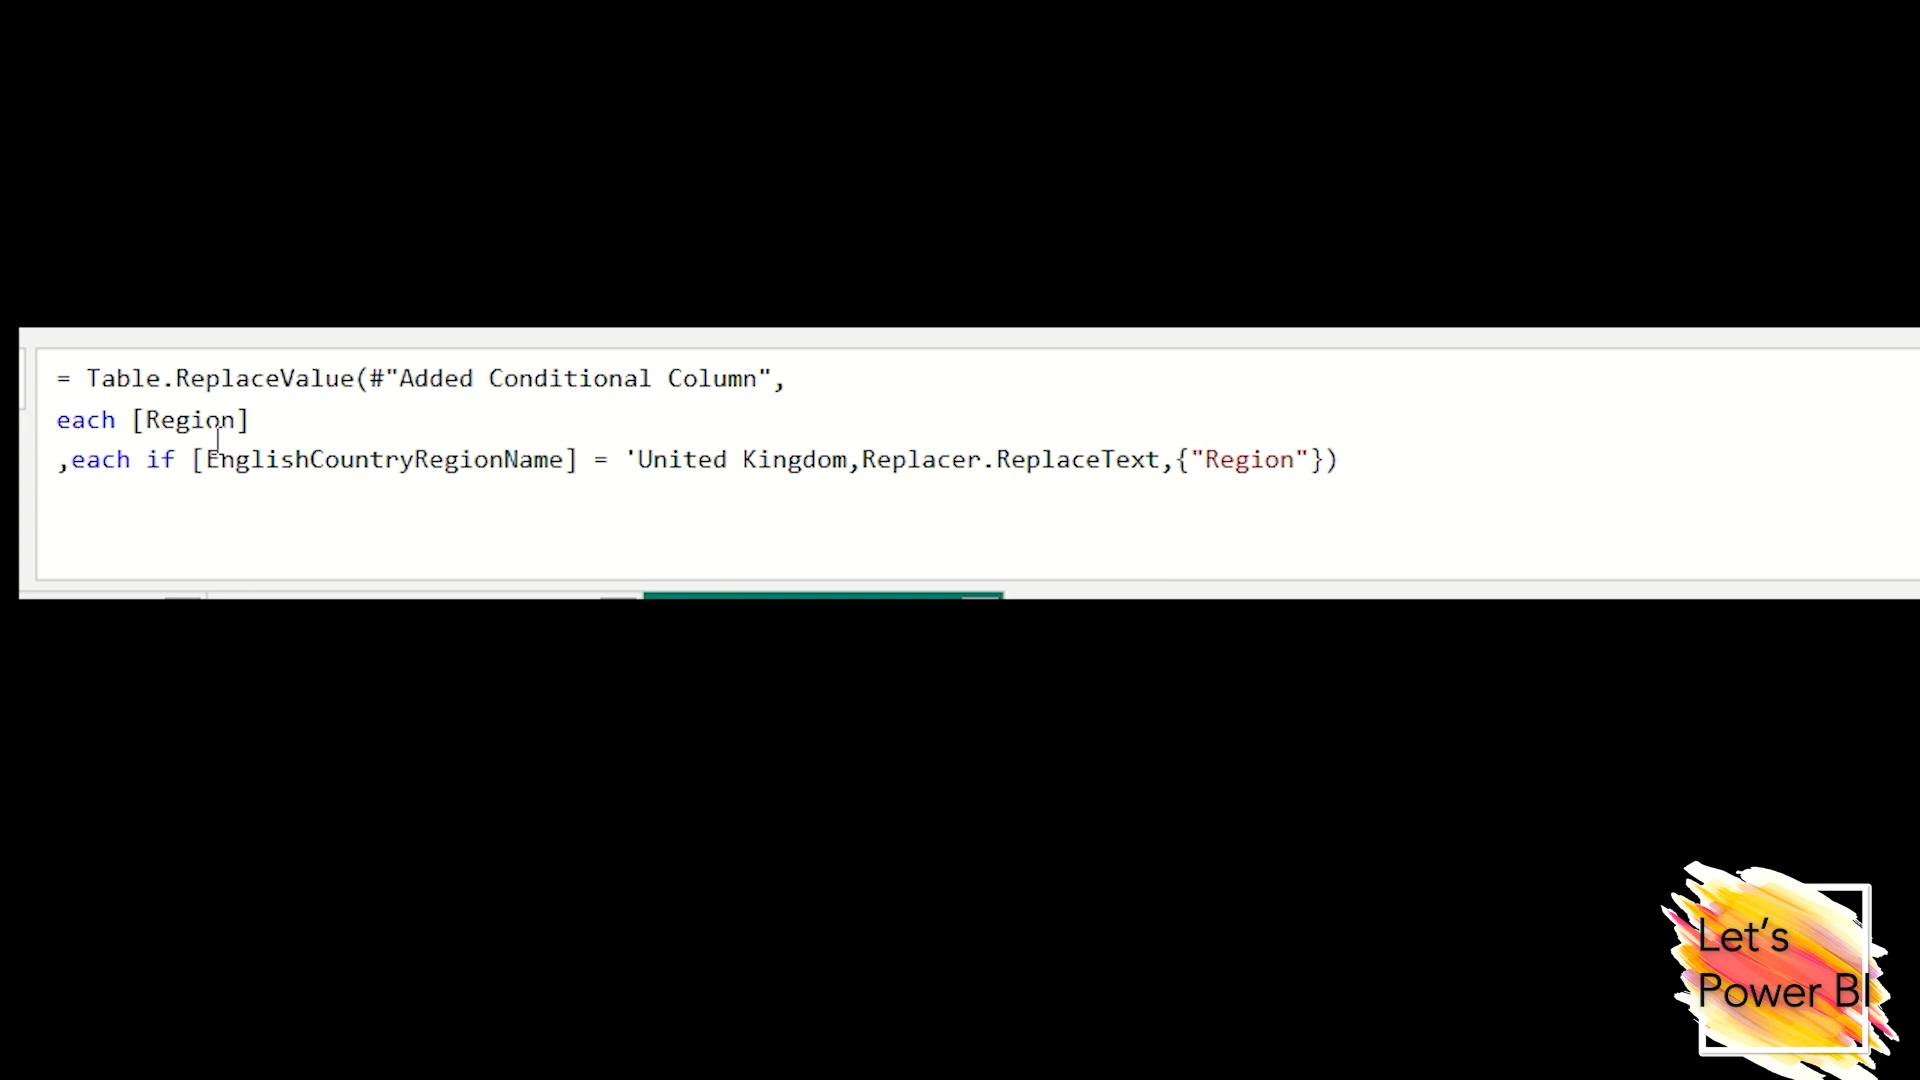 = Table.ReplaceValue(#"Added Conditional Column",
each [Region]
,each if [EnglishCountryRegionName] = 'United Kingdom,Replacer.ReplaceText,{"Region"})
Let's
Power BI